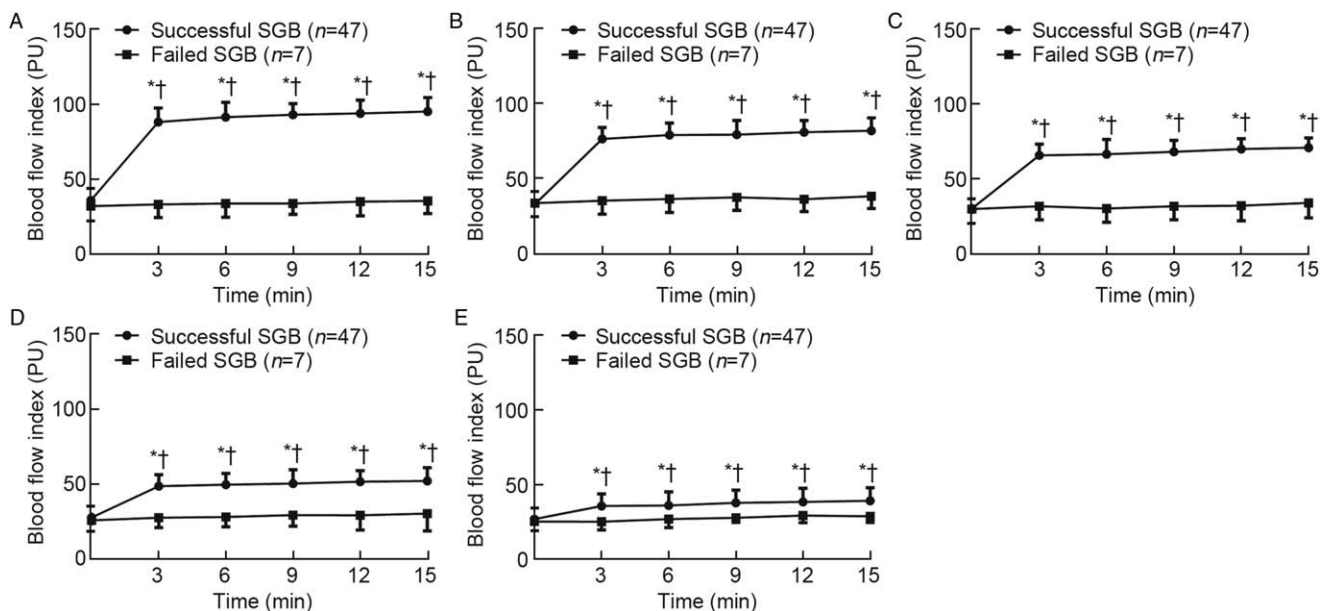 A
Blood flow index (PU)
150
100
50
0
Successful SGB (n=47)
Failed SGB (n=7)
*† *† *† *† *†
3 6 9 12 15
Time (min)
B
Blood flow index (PU)
150
100
50
0
Successful SGB (n=47)
Failed SGB (n=7)
*† *† *† *† *†
3 6 9 12 15
Time (min)
C
Blood flow index (PU)
150
100
50
0
Successful SGB (n=47)
Failed SGB (n=7)
*† *† *† *† *†
3 6 9 12 15
Time (min)
D
Blood flow index (PU)
150
100
50
0
Successful SGB (n=47)
Failed SGB (n=7)
*† *† *† *† *†
3 6 9 12 15
Time (min)
E
Blood flow index (PU)
150
100
50
0
Successful SGB (n=47)
Failed SGB (n=7)
*† *† *† *† *†
3 6 9 12 15
Time (min)